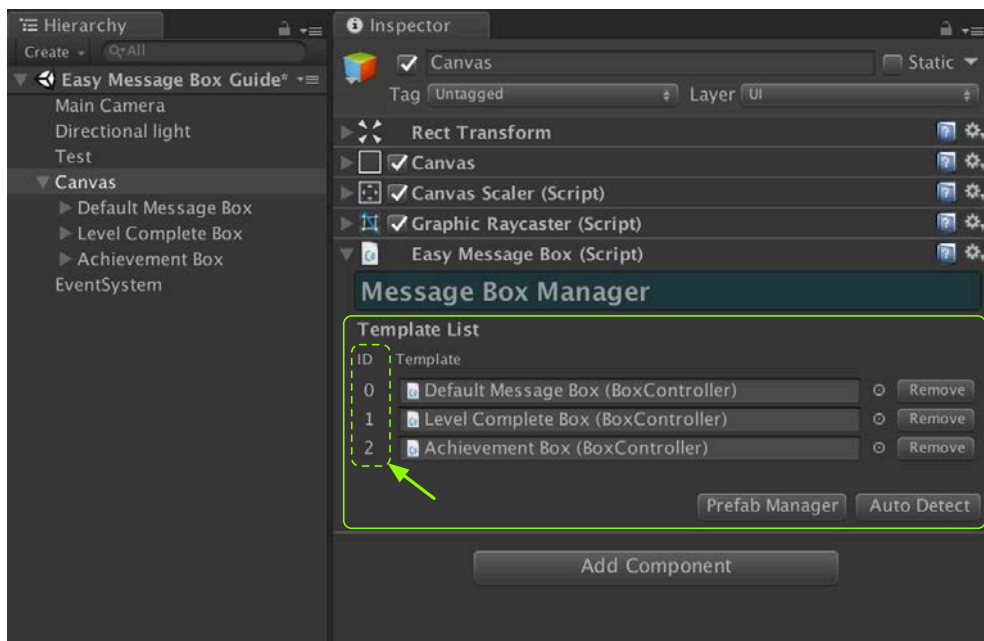 Hierarchy
Create
All
Easy Message Box Guide*
Main Camera
Directional light
Test
Canvas
Default Message Box
Level Complete Box
Achievement Box
EventSystem
Inspector
Canvas
Static
Tag Untagged Layer UI
Rect Transform
Canvas
Canvas Scaler (Script)
Graphic Raycaster (Script)
Easy Message Box (Script)
Message Box Manager
Template List
ID Template
0 Default Message Box (BoxController) Remove
1 Level Complete Box (BoxController) Remove
2 Achievement Box (BoxController) Remove
Prefab Manager Auto Detect
Add Component